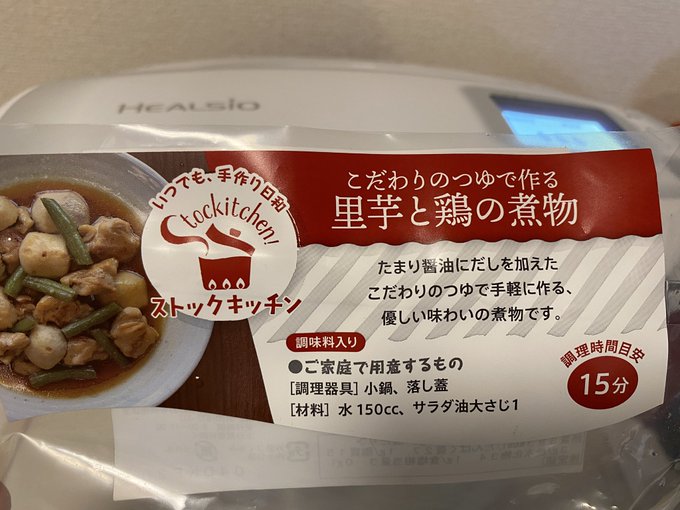 HEALSIO
いつでも、手作り日和
Stockitchen!
ストックキッチン
こだわりのつゆで作る
里芋と鶏の煮物
たまり醤油にだしを加えた
こだわりのつゆで手軽に作る、
優しい味わいの煮物です。
調味料入り
●ご家庭で用意するもの
[調理器具] 小鍋、落し蓋
[材料] 水150cc、サラダ油大さじ1
調理時間目安
15分